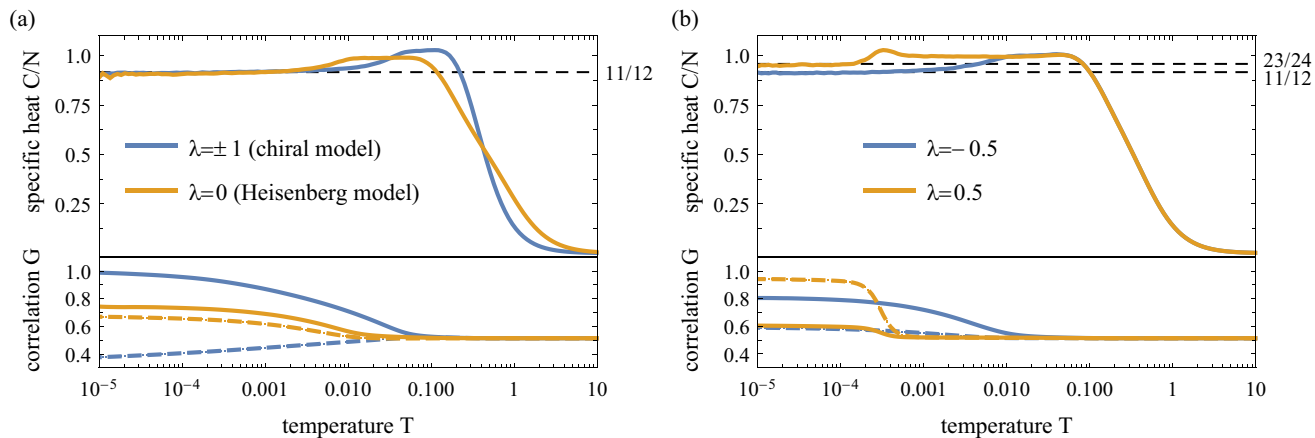 (a)
specific heat C/N
1.0
0.75
0.5
0.25
11/12
λ=± 1 (chiral model)
λ=0 (Heisenberg model)
correlation G
1.0
0.8
0.6
0.4
10⁻⁵ 10⁻⁴ 0.001 0.010 0.100 1 10
temperature T
(b)
specific heat C/N
1.0
0.75
0.5
0.25
23/24
11/12
λ=− 0.5
λ=0.5
correlation G
1.0
0.8
0.6
0.4
10⁻⁵ 10⁻⁴ 0.001 0.010 0.100 1 10
temperature T